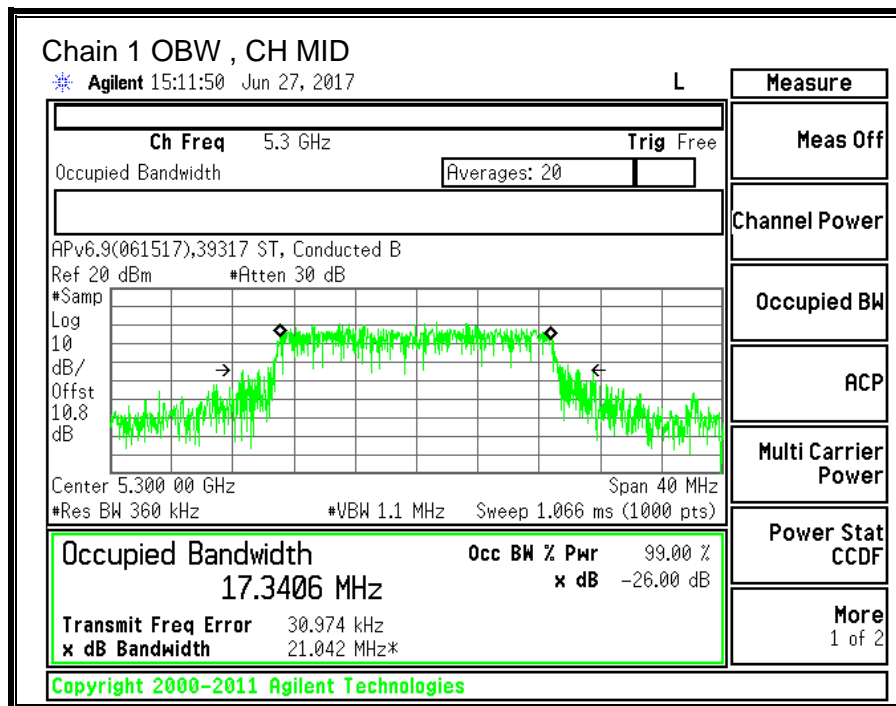 Chain 1 OBW , CH MID
Agilent 15:11:50 Jun 27, 2017 L
Measure
Ch Freq 5.3 GHz Trig Free
Meas Off
Occupied Bandwidth Averages: 20
Channel Power
APv6.9(061517),39317 ST, Conducted B
Ref 20 dBm #Atten 30 dB
#Samp
Log
10
dB/
Offst
10.8
dB
Occupied BW
ACP
Multi Carrier
Power
Center 5.300 00 GHz Span 40 MHz
#Res BW 360 kHz #VBW 1.1 MHz Sweep 1.066 ms (1000 pts)
Power Stat
CCDF
Occupied Bandwidth Occ BW % Pwr 99.00 %
17.3406 MHz x dB -26.00 dB
Transmit Freq Error 30.974 kHz
x dB Bandwidth 21.042 MHz*
More
1 of 2
Copyright 2000-2011 Agilent Technologies